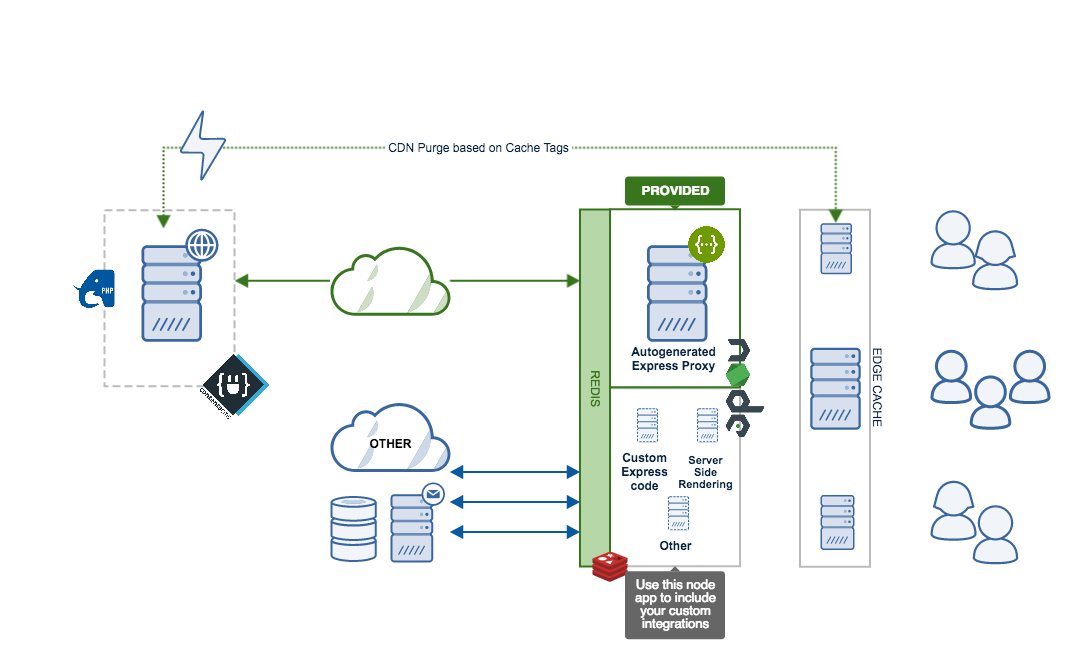 CDN Purge based on Cache Tags
PROVIDED
PHP
{···}
Autogenerated
Express Proxy
REDIS
EDGE CACHE
OTHER
Custom
Express
code
Server
Side
Rendering
Other
Use this node
app to include
your custom
integrations